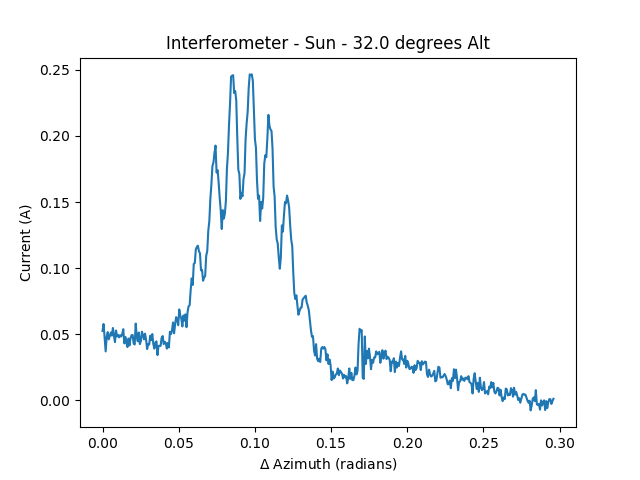 Interferometer - Sun - 32.0 degrees Alt
0.25
0.20
0.15
0.10
0.05
0.00
Current (A)
0.00 0.05 0.10 0.15 0.20 0.25 0.30
Δ Azimuth (radians)